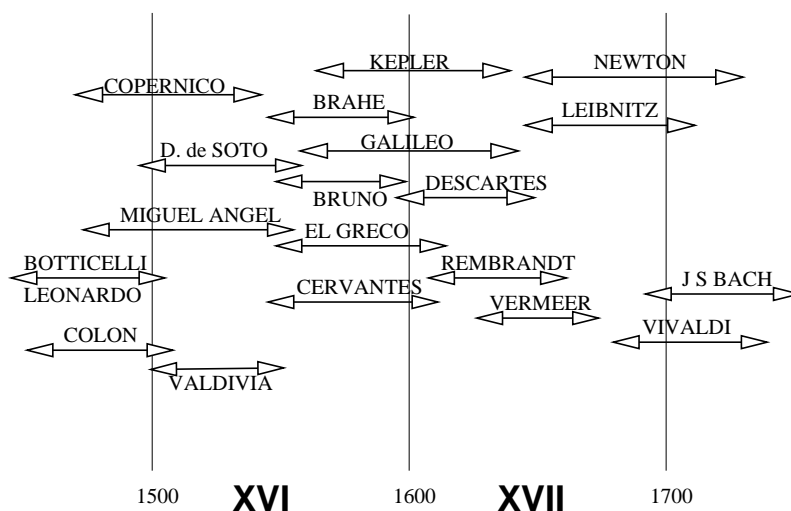 KEPLER
NEWTON
COPERNICO
BRAHE
LEIBNITZ
D. de SOTO
GALILEO
BRUNO
DESCARTES
MIGUEL ANGEL
EL GRECO
BOTTICELLI
REMBRANDT
LEONARDO
CERVANTES
VERMEER
J S BACH
COLON
VIVALDI
VALDIVIA
1500
XVI
1600
XVII
1700